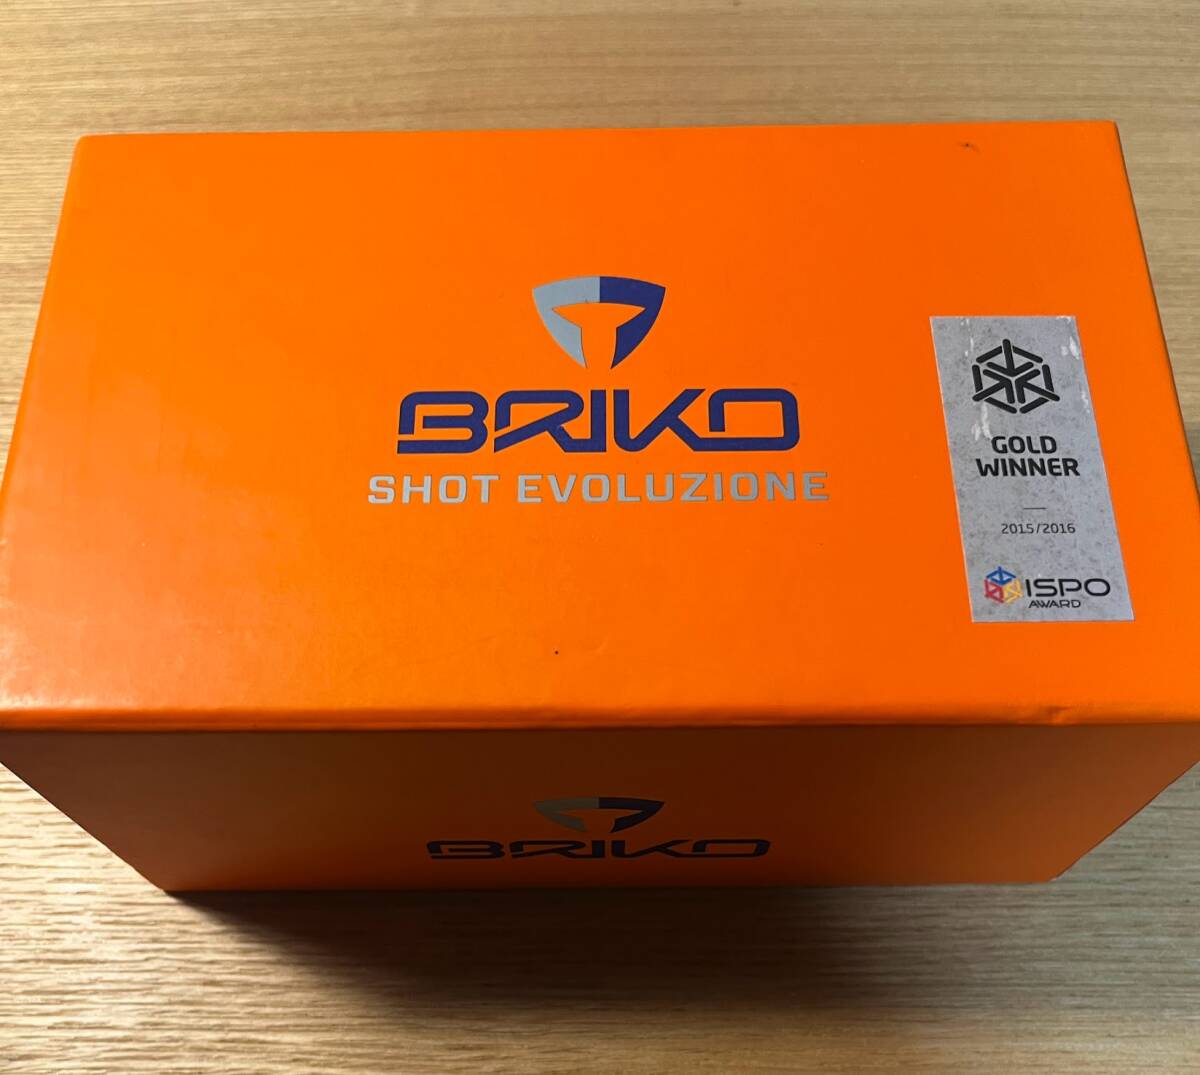 BRIKO
SHOT EVOLUZIONE
GOLD
WINNER
2015/2016
ISPO
AWARD
BRIKO